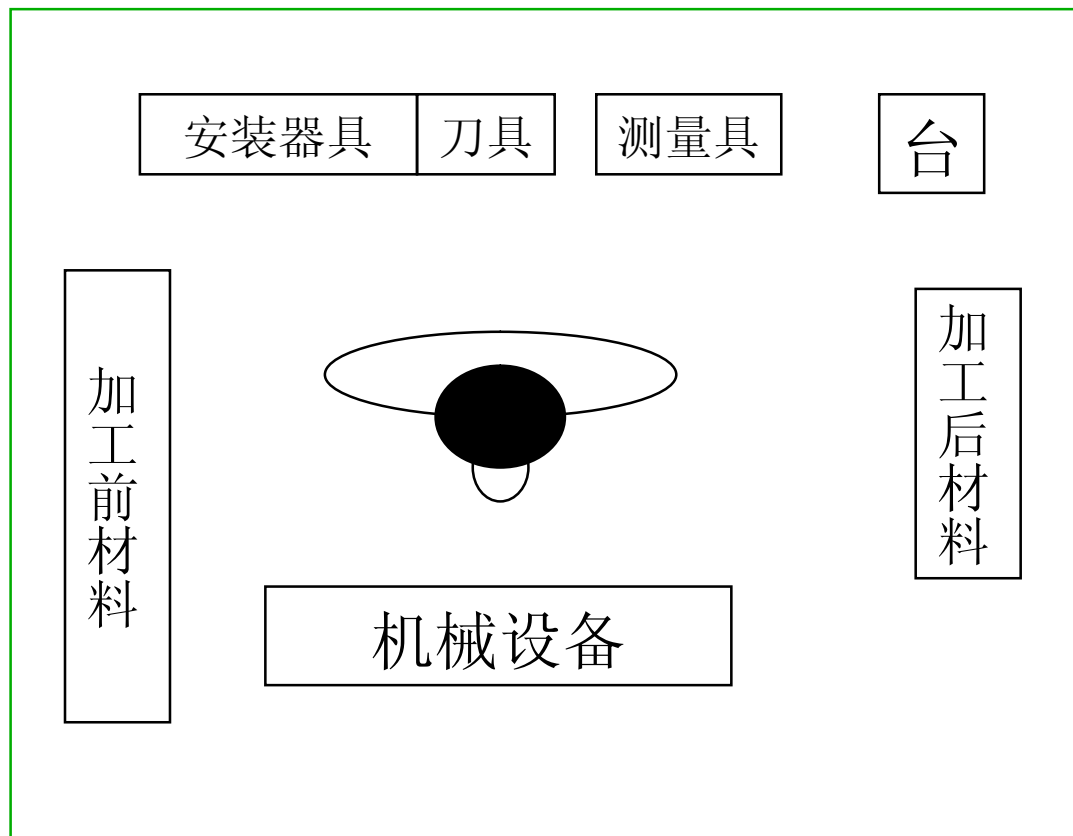 安装器具
刀具
测量具
台
加工前材料
加工后材料
机械设备